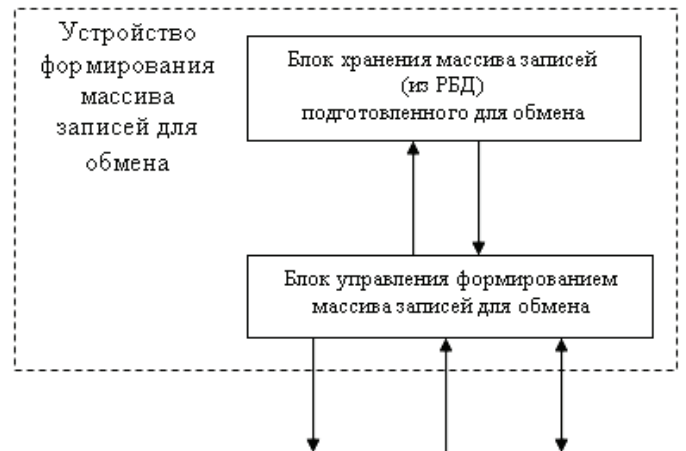 Устройство
формирования
массива
записей для
обмена
Блок хранения массива записей
(из РБД)
подготовленного для обмена
Блок управления формированием
массива записей для обмена